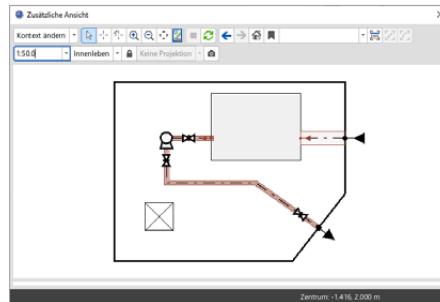 Zusätzliche Ansicht
Kontext ändern
1:50.0 Innenleben Keine Projektion
Zentrum: -1.416, 2.000 m